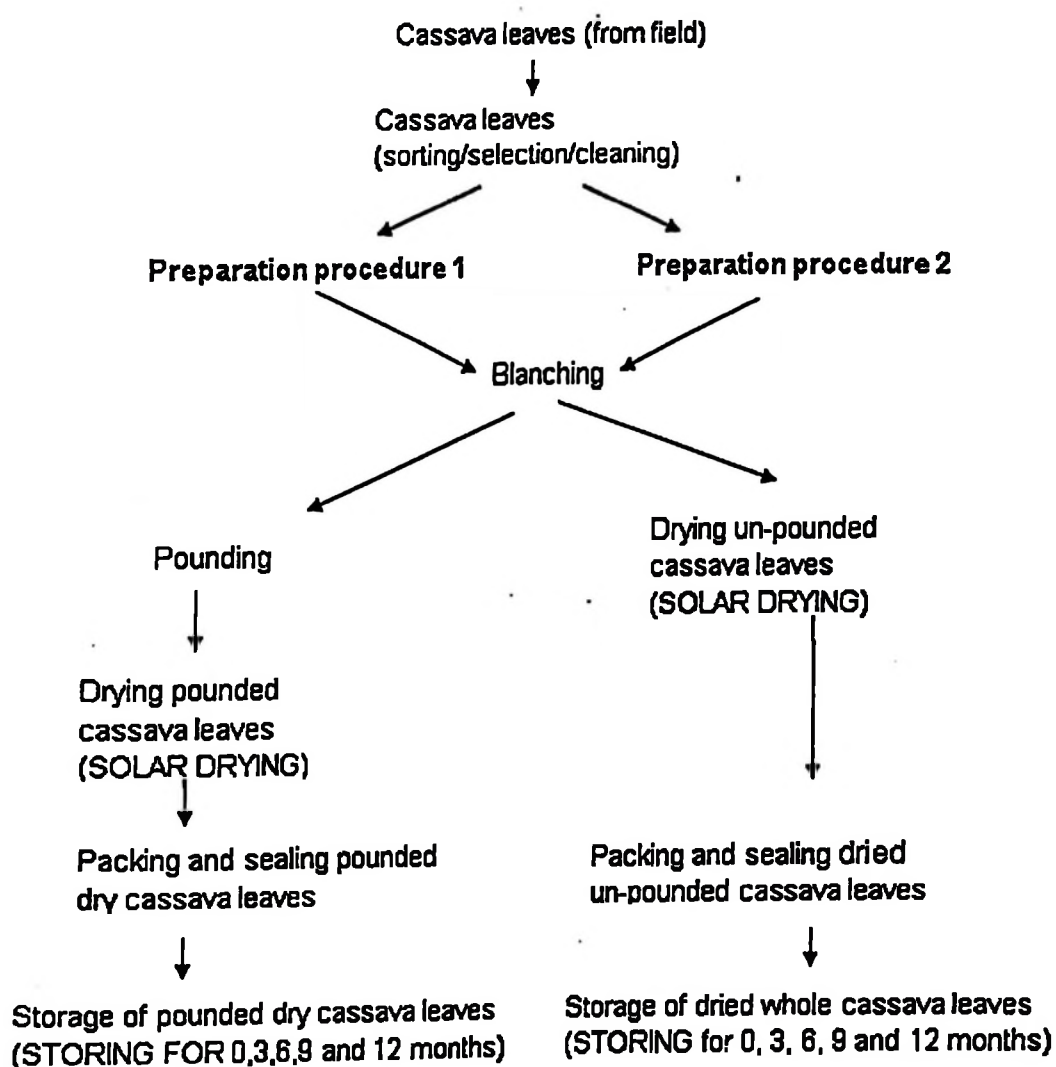 Cassava leaves (from field)
Cassava leaves
(sorting/selection/cleaning)
Preparation procedure 1
Preparation procedure 2
Blanching
Pounding
Drying un-pounded
cassava leaves
(SOLAR DRYING)
Drying pounded
cassava leaves
(SOLAR DRYING)
Packing and sealing pounded
dry cassava leaves
Packing and sealing dried
un-pounded cassava leaves
Storage of pounded dry cassava leaves
(STORING FOR 0,3,6,9 and 12 months)
Storage of dried whole cassava leaves
(STORING for 0, 3, 6, 9 and 12 months)